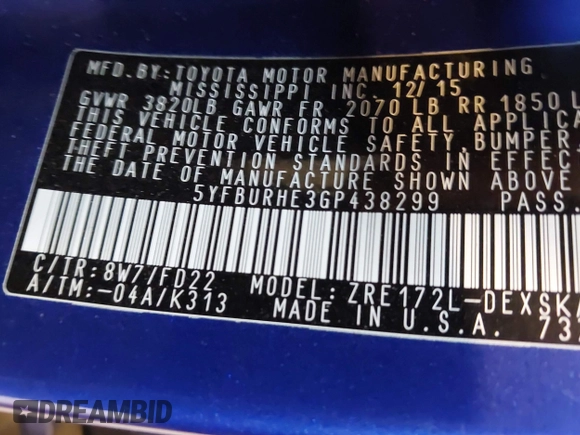 MFD. BY: TOYOTA MOTOR MANUFACTURING
MISSISSIPPI INC. 12/15
GVWR 3820LB GAWR FR. 2070 LB RR 1850 L
THIS VEHICLE CONFORMS TO ALL APPLICA
FEDERAL MOTOR VEHICLE SAFETY, BUMPER,
THEFT PREVENTION STANDARDS IN EFFEC
THE DATE OF MANUFACTURE SHOWN ABOVE
5YFBURHE3GP438299 PASS.
C/TR: 8W7/FD22 MODEL: ZRE172L-DEXSKA
A/TM:-04A/K313 MADE IN U.S.A. 73
DREAMBID